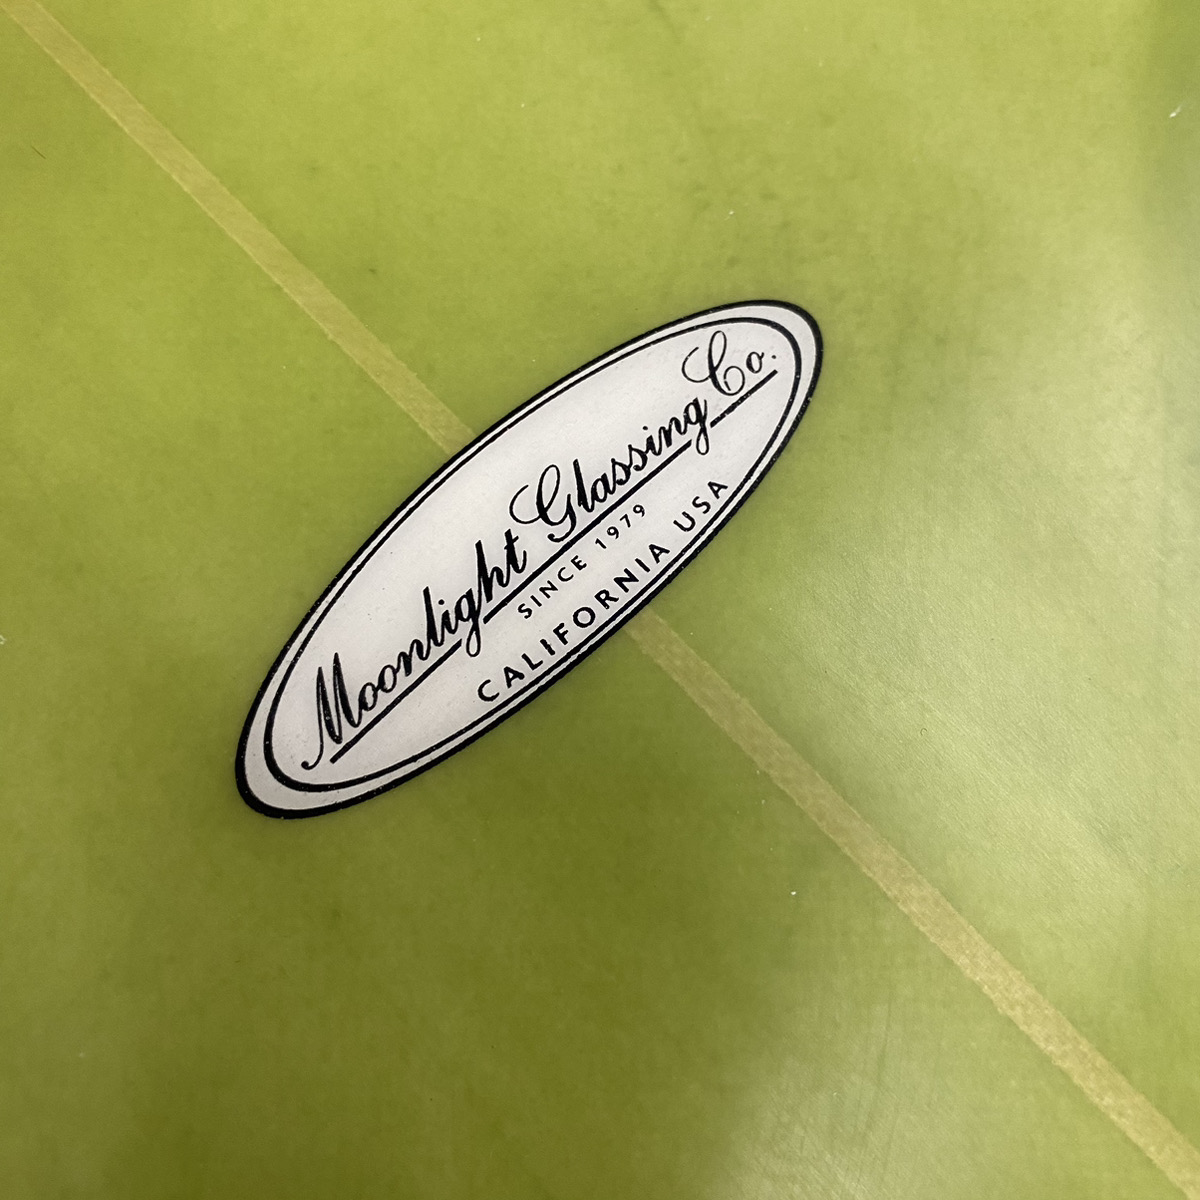 Moonlight Glassing Co.
SINCE 1979
CALIFORNIA USA